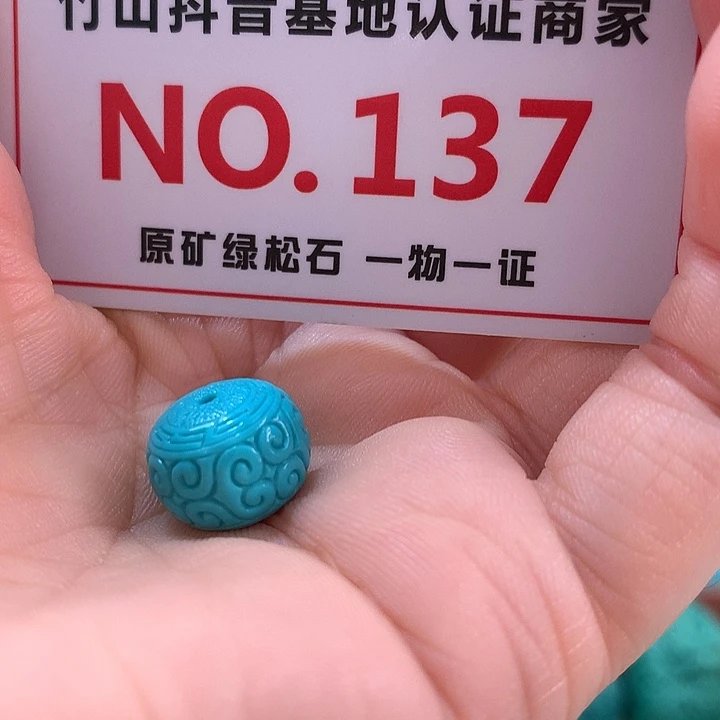 竹山抖音基地认证商家
NO.137
原矿绿松石 一物一证